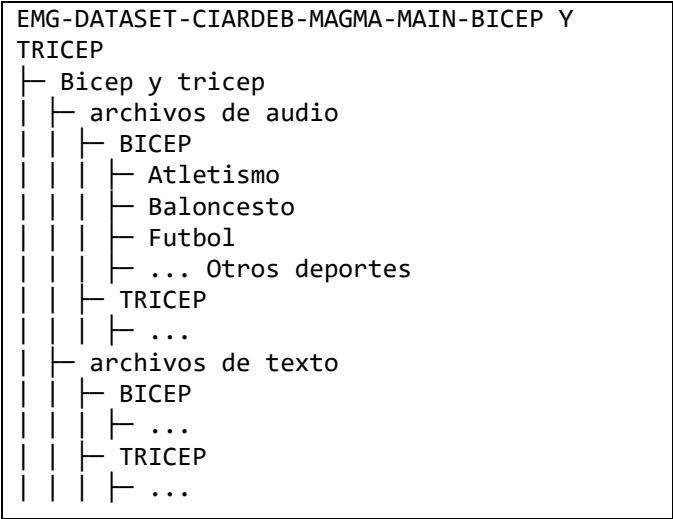 EMG-DATASET-CIARDEB-MAGMA-MAIN-BICEP Y
TRICEP
├─ Bicep y tricep
│ ├─ archivos de audio
│ │ ├─ BICEP
│ │ │ ├─ Atletismo
│ │ │ ├─ Baloncesto
│ │ │ ├─ Futbol
│ │ │ ├─ ... Otros deportes
│ │ ├─ TRICEP
│ │ │ ├─ ...
│ ├─ archivos de texto
│ │ ├─ BICEP
│ │ │ ├─ ...
│ │ ├─ TRICEP
│ │ │ ├─ ...